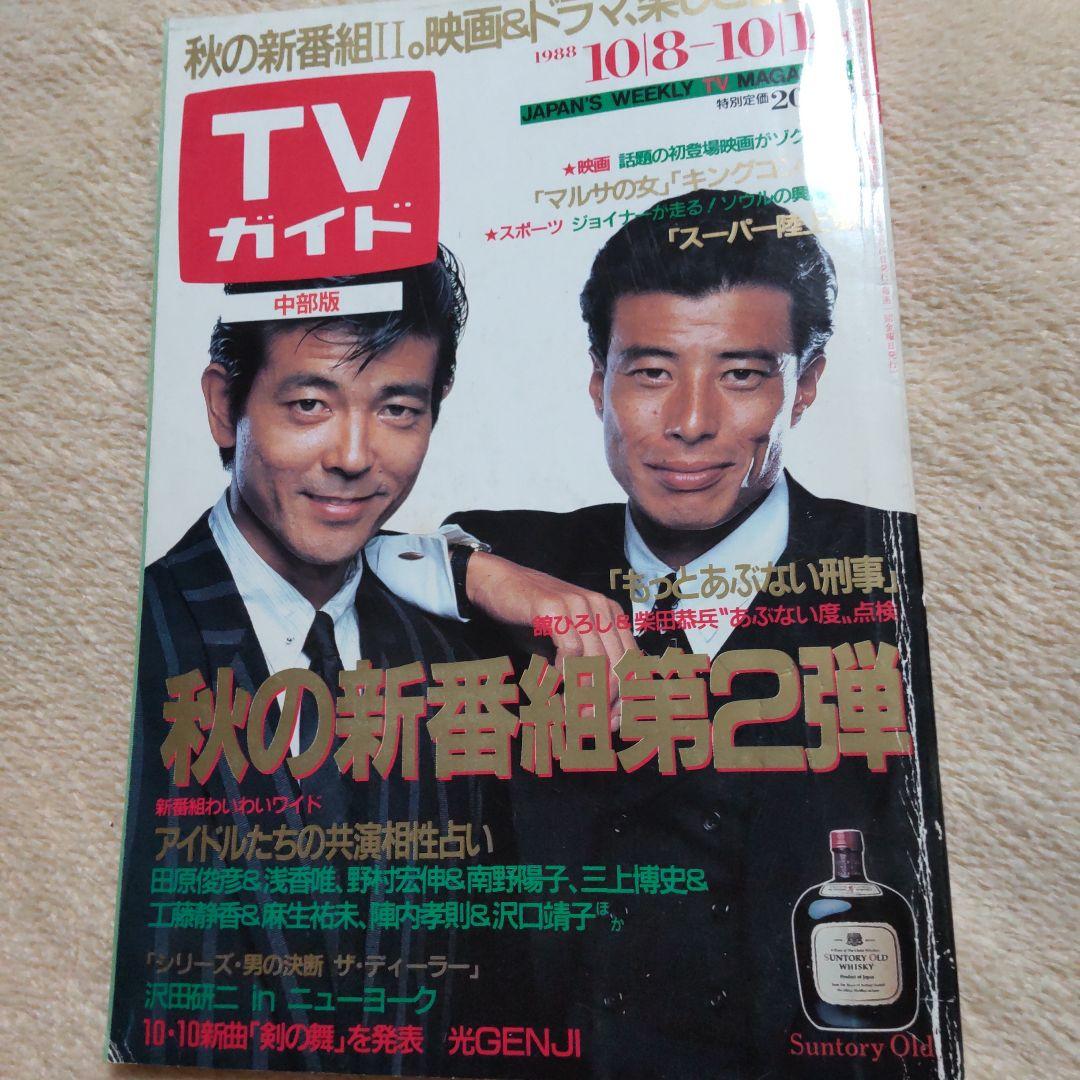 秋の新番組II。映画&ドラマ、楽しさ
1988 10|8-10|1
JAPAN'S WEEKLY TV
特別定価20
TV
ガイド
中部版
★映画 話題の初登場映画がゾク
「マルサの女」「キングコン
★スポーツ ジョイナーが走る!ソウルの興
「スーパー陸上
「もっとあぶない刑事」
舘ひろし&柴田恭兵"あぶない度"点検
秋の新番組第2弾
新番組わいわいワイド
アイドルたちの共演相性占い
田原俊彦&浅香唯、野村宏伸&南野陽子、三上博史&
工藤静香&麻生祐未、陣内孝則&沢口靖子ほか
「シリーズ・男の決断 ザ・ディーラー」
沢田研二 in ニューヨーク
10・10新曲「剣の舞」を発表 光GENJI
SUNTORY OLD
WHISKY
Product of Japan
Suntory Old